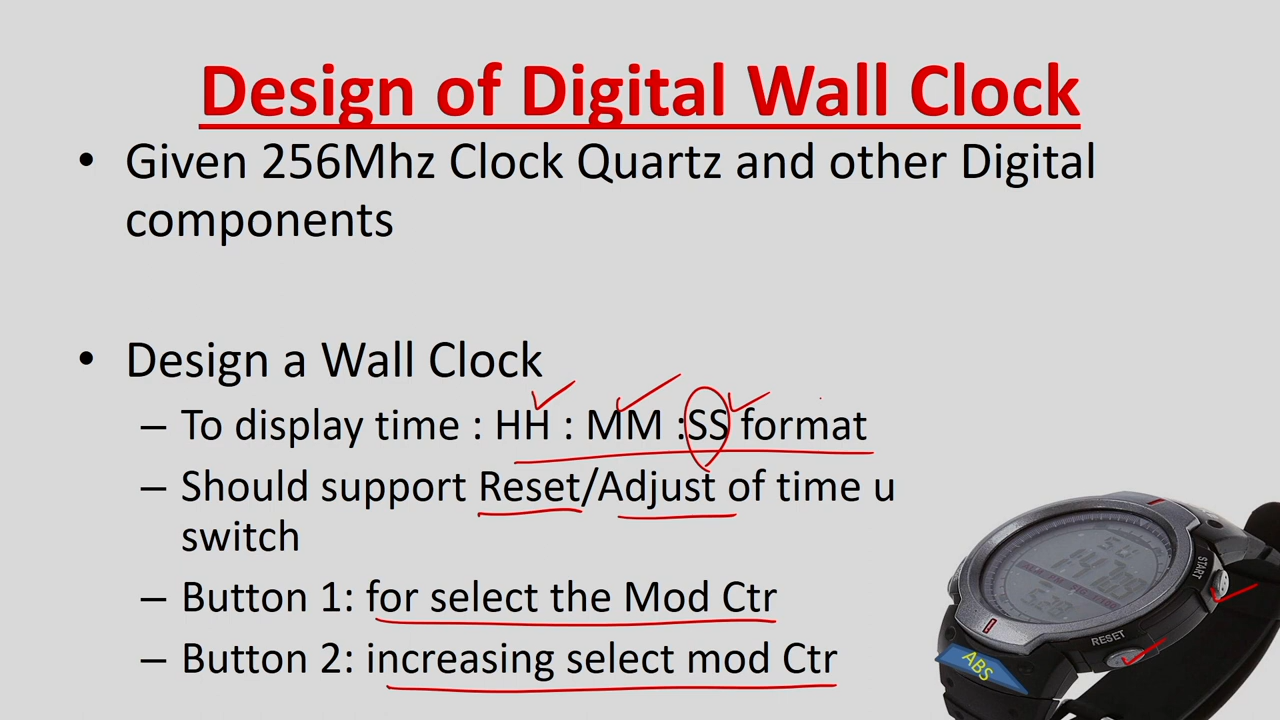 Design of Digital Wall Clock
• Given 256Mhz Clock Quartz and other Digital
components
• Design a Wall Clock
– To display time : HH : MM :SS format
– Should support Reset/Adjust of time u
switch
– Button 1: for select the Mod Ctr
– Button 2: increasing select mod Ctr
START
RESET
ABS